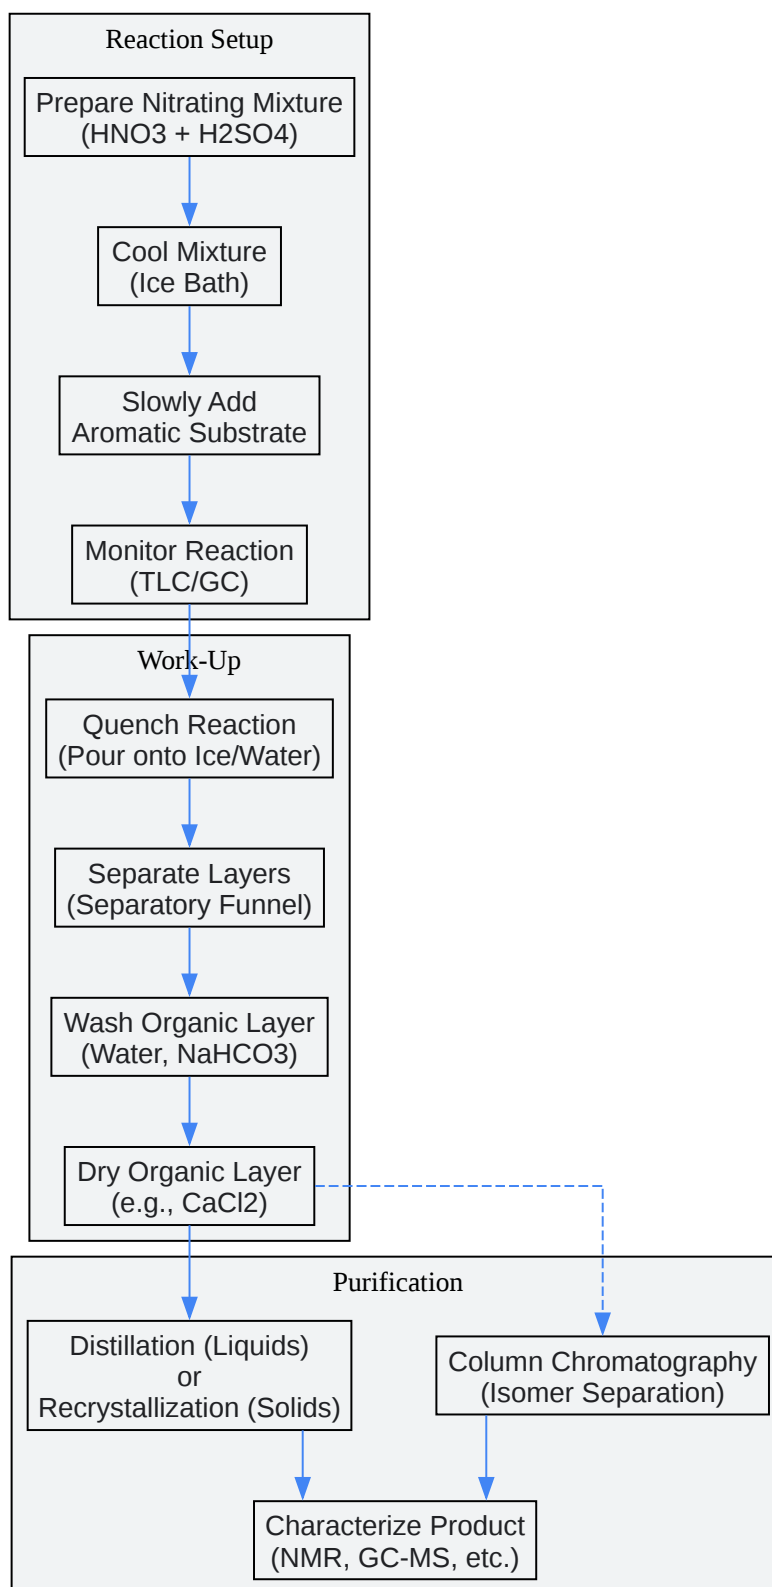 Reaction Setup
Prepare Nitrating Mixture
(HNO3 + H2SO4)
Cool Mixture
(Ice Bath)
Slowly Add
Aromatic Substrate
Monitor Reaction
(TLC/GC)
Work-Up
Quench Reaction
(Pour onto Ice/Water)
Separate Layers
(Separatory Funnel)
Wash Organic Layer
(Water, NaHCO3)
Dry Organic Layer
(e.g., CaCl2)
Purification
Distillation (Liquids)
or
Recrystallization (Solids)
Column Chromatography
(Isomer Separation)
Characterize Product
(NMR, GC-MS, etc.)